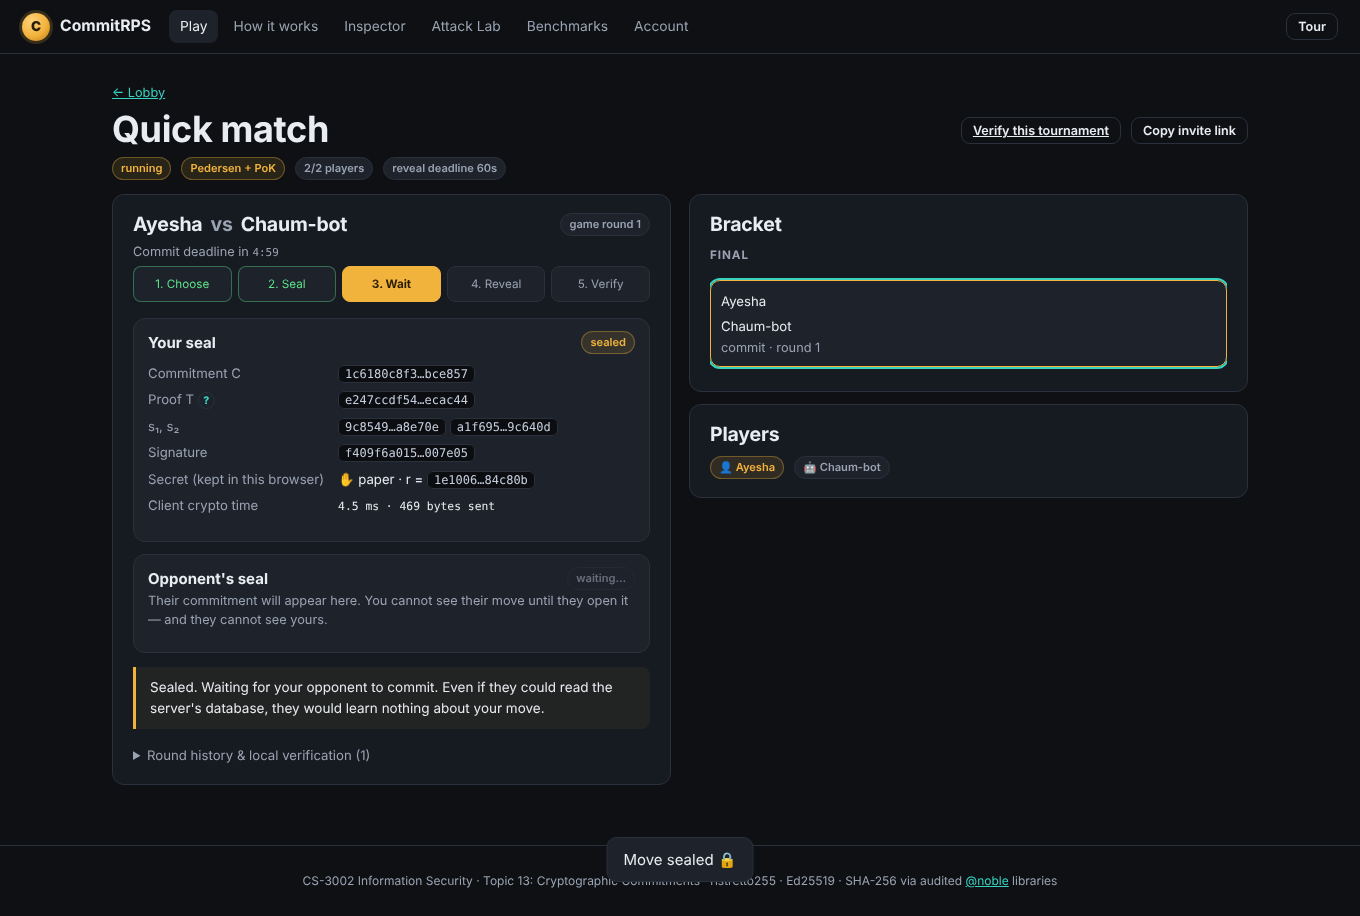 C CommitRPS Play How it works Inspector Attack Lab Benchmarks Account Tour
← Lobby
Quick match
Verify this tournament Copy invite link
running Pedersen + PoK 2/2 players reveal deadline 60s
Ayesha vs Chaum-bot game round 1
Commit deadline in 4:59
1. Choose 2. Seal 3. Wait 4. Reveal 5. Verify
Your seal sealed
Commitment C 1c6180c8f3…bce857
Proof T ? e247ccdf54…ecac44
s₁, s₂ 9c8549…a8e70e a1f695…9c640d
Signature f409f6a015…007e05
Secret (kept in this browser) ✋ paper · r = 1e1006…84c80b
Client crypto time 4.5 ms · 469 bytes sent
Opponent's seal waiting…
Their commitment will appear here. You cannot see their move until they open it
— and they cannot see yours.
Sealed. Waiting for your opponent to commit. Even if they could read the
server's database, they would learn nothing about your move.
▶ Round history & local verification (1)
Bracket
FINAL
Ayesha
Chaum-bot
commit · round 1
Players
👤 Ayesha 🤖 Chaum-bot
Move sealed 🔒
CS-3002 Information Security · Topic 13: Cryptographic Commitments · ristretto255 · Ed25519 · SHA-256 via audited @noble libraries